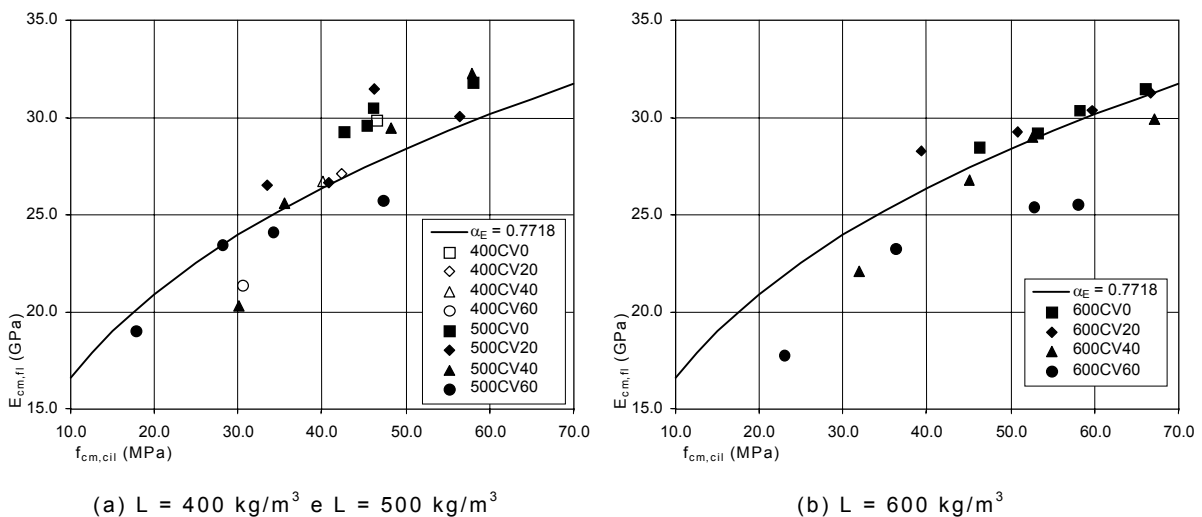 35.0
30.0
25.0
20.0
15.0
E_cm,fl (GPa)
10.0 20.0 30.0 40.0 50.0 60.0 70.0
f_cm,cil (MPa)
α_E = 0.7718
400CV0
400CV20
400CV40
400CV60
500CV0
500CV20
500CV40
500CV60
(a) L = 400 kg/m³ e L = 500 kg/m³
35.0
30.0
25.0
20.0
15.0
E_cm,fl (GPa)
10.0 20.0 30.0 40.0 50.0 60.0 70.0
f_cm,cil (MPa)
α_E = 0.7718
600CV0
600CV20
600CV40
600CV60
(b) L = 600 kg/m³